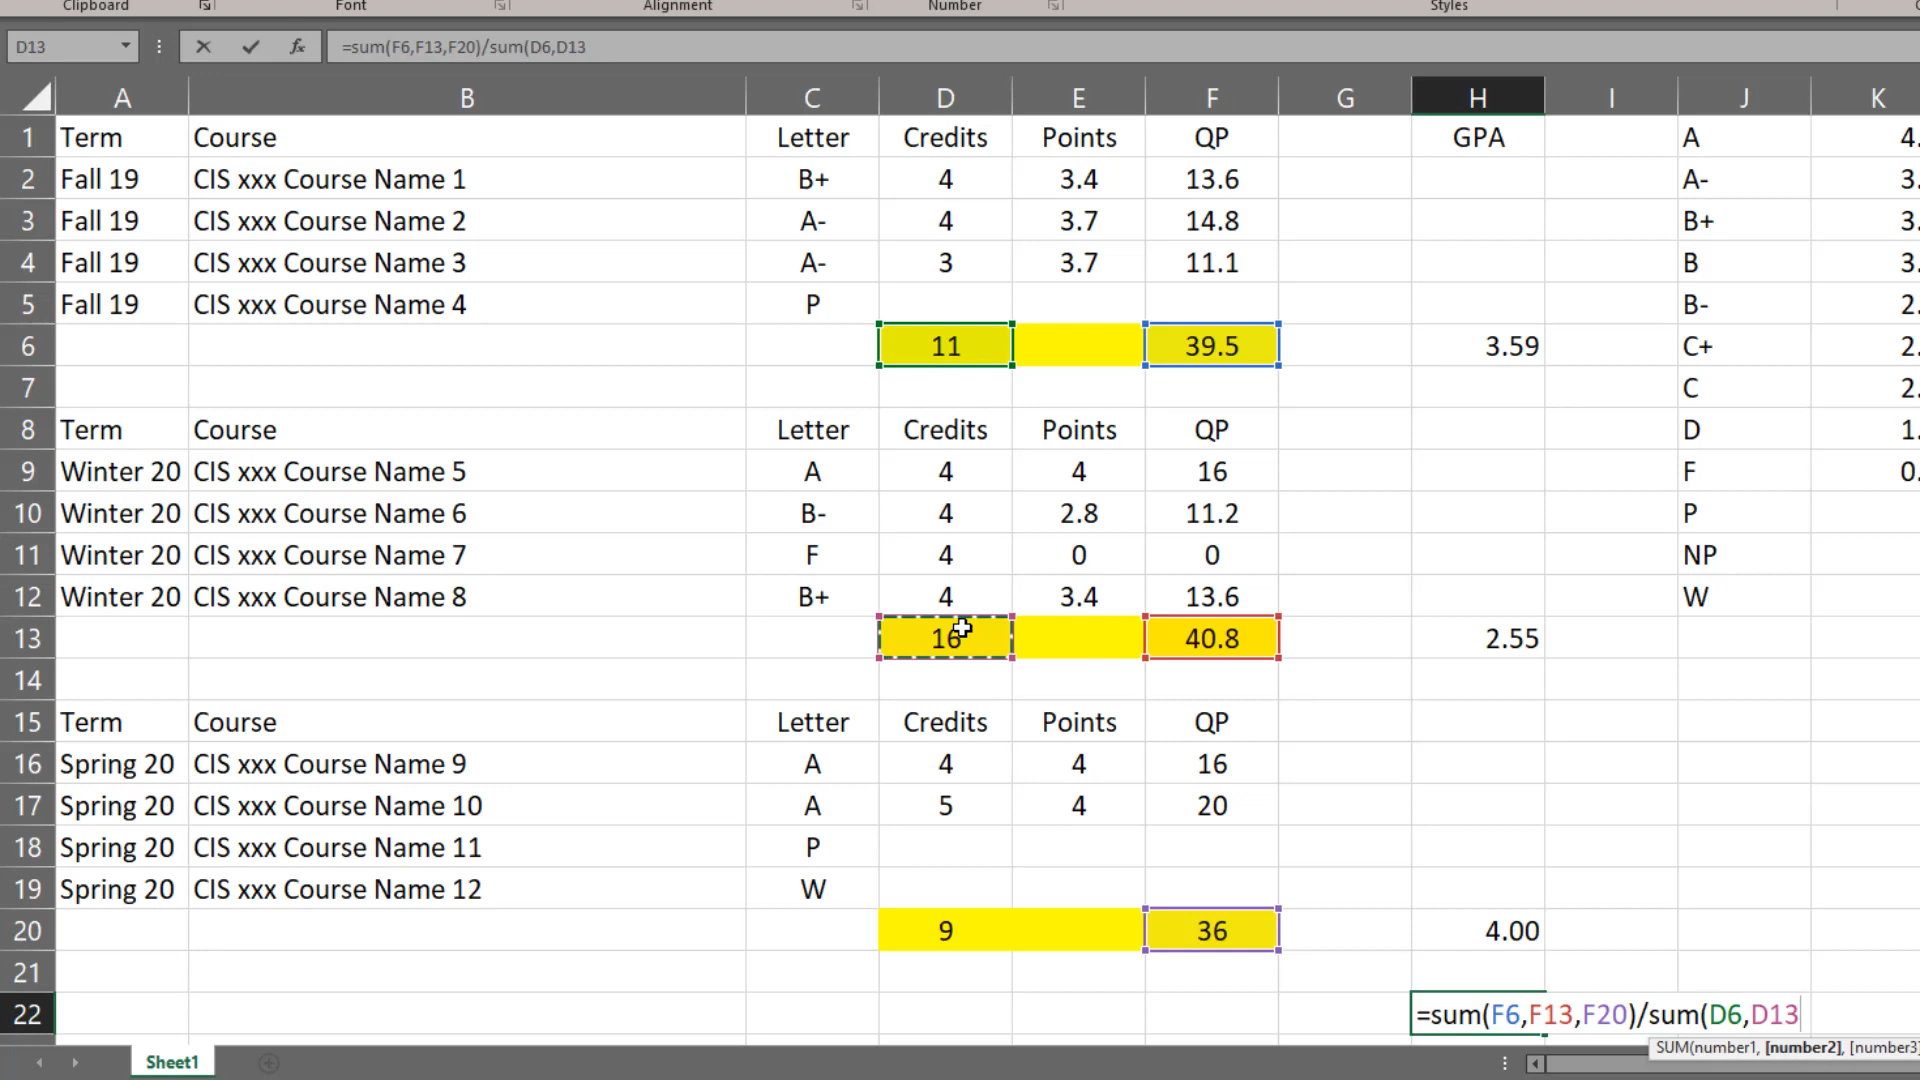 Clipboard Font Alignment Number Styles
D13 fx =sum(F6,F13,F20)/sum(D6,D13
A B C D E F G H I J K
1 Term Course Letter Credits Points QP GPA A 4.
2 Fall 19 CIS xxx Course Name 1 B+ 4 3.4 13.6 A- 3.
3 Fall 19 CIS xxx Course Name 2 A- 4 3.7 14.8 B+ 3.
4 Fall 19 CIS xxx Course Name 3 A- 3 3.7 11.1 B 3.
5 Fall 19 CIS xxx Course Name 4 P B- 2.
6 11 39.5 3.59 C+ 2.
7 C 2.
8 Term Course Letter Credits Points QP D 1.
9 Winter 20 CIS xxx Course Name 5 A 4 4 16 F 0.
10 Winter 20 CIS xxx Course Name 6 B- 4 2.8 11.2 P
11 Winter 20 CIS xxx Course Name 7 F 4 0 0 NP
12 Winter 20 CIS xxx Course Name 8 B+ 4 3.4 13.6 W
13 16 40.8 2.55
14
15 Term Course Letter Credits Points QP
16 Spring 20 CIS xxx Course Name 9 A 4 4 16
17 Spring 20 CIS xxx Course Name 10 A 5 4 20
18 Spring 20 CIS xxx Course Name 11 P
19 Spring 20 CIS xxx Course Name 12 W
20 9 36 4.00
21
22 =sum(F6,F13,F20)/sum(D6,D13
SUM(number1, [number2], [number3]
Sheet1